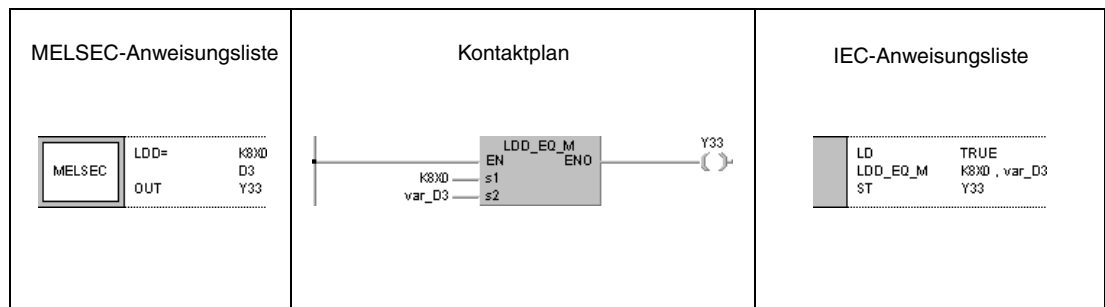 MELSEC-Anweisungsliste
MELSEC
LDD= K8X0
D3
OUT Y33
Kontaktplan
LDD_EQ_M
EN ENO
K8X0 s1
var_D3 s2
Y33
IEC-Anweisungsliste
LD TRUE
LDD_EQ_M K8X0 , var_D3
ST Y33